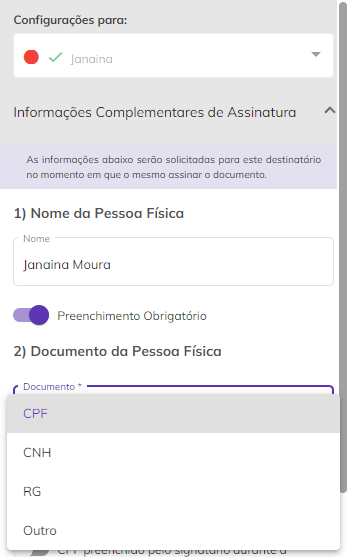 Configurações para:
Janaina
Informações Complementares de Assinatura
As informações abaixo serão solicitadas para este destinatário
no momento em que o mesmo assinar o documento.
1) Nome da Pessoa Física
Nome
Janaina Moura
Preenchimento Obrigatório
2) Documento da Pessoa Física
Documento *
CPF
CNH
RG
Outro
CPF preenchido pelo signatário durante a